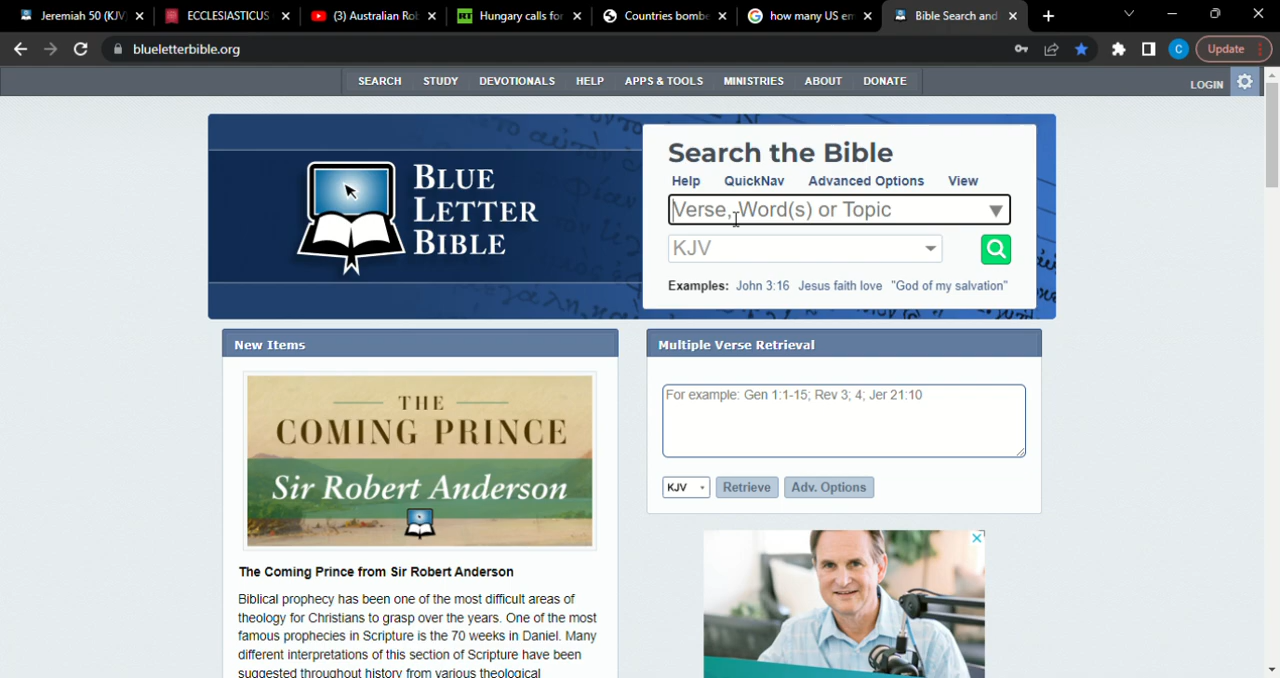 Jeremiah 50 (KJV
ECCLESIASTICUS
(3) Australian Ro
Hungary calls for
Countries bombe
how many US em
Bible Search and
blueletterbible.org
C
Update
SEARCH STUDY DEVOTIONALS HELP APPS & TOOLS MINISTRIES ABOUT DONATE
LOGIN
BLUE
LETTER
BIBLE
Search the Bible
Help QuickNav Advanced Options View
Verse, Word(s) or Topic
KJV
Examples: John 3:16 Jesus faith love "God of my salvation"
New Items
THE
COMING PRINCE
Sir Robert Anderson
The Coming Prince from Sir Robert Anderson
Biblical prophecy has been one of the most difficult areas of
theology for Christians to grasp over the years. One of the most
famous prophecies in Scripture is the 70 weeks in Daniel. Many
different interpretations of this section of Scripture have been
suggested throughout history from various theological
Multiple Verse Retrieval
For example: Gen 1:1-15; Rev 3; 4; Jer 21:10
KJV Retrieve Adv. Options